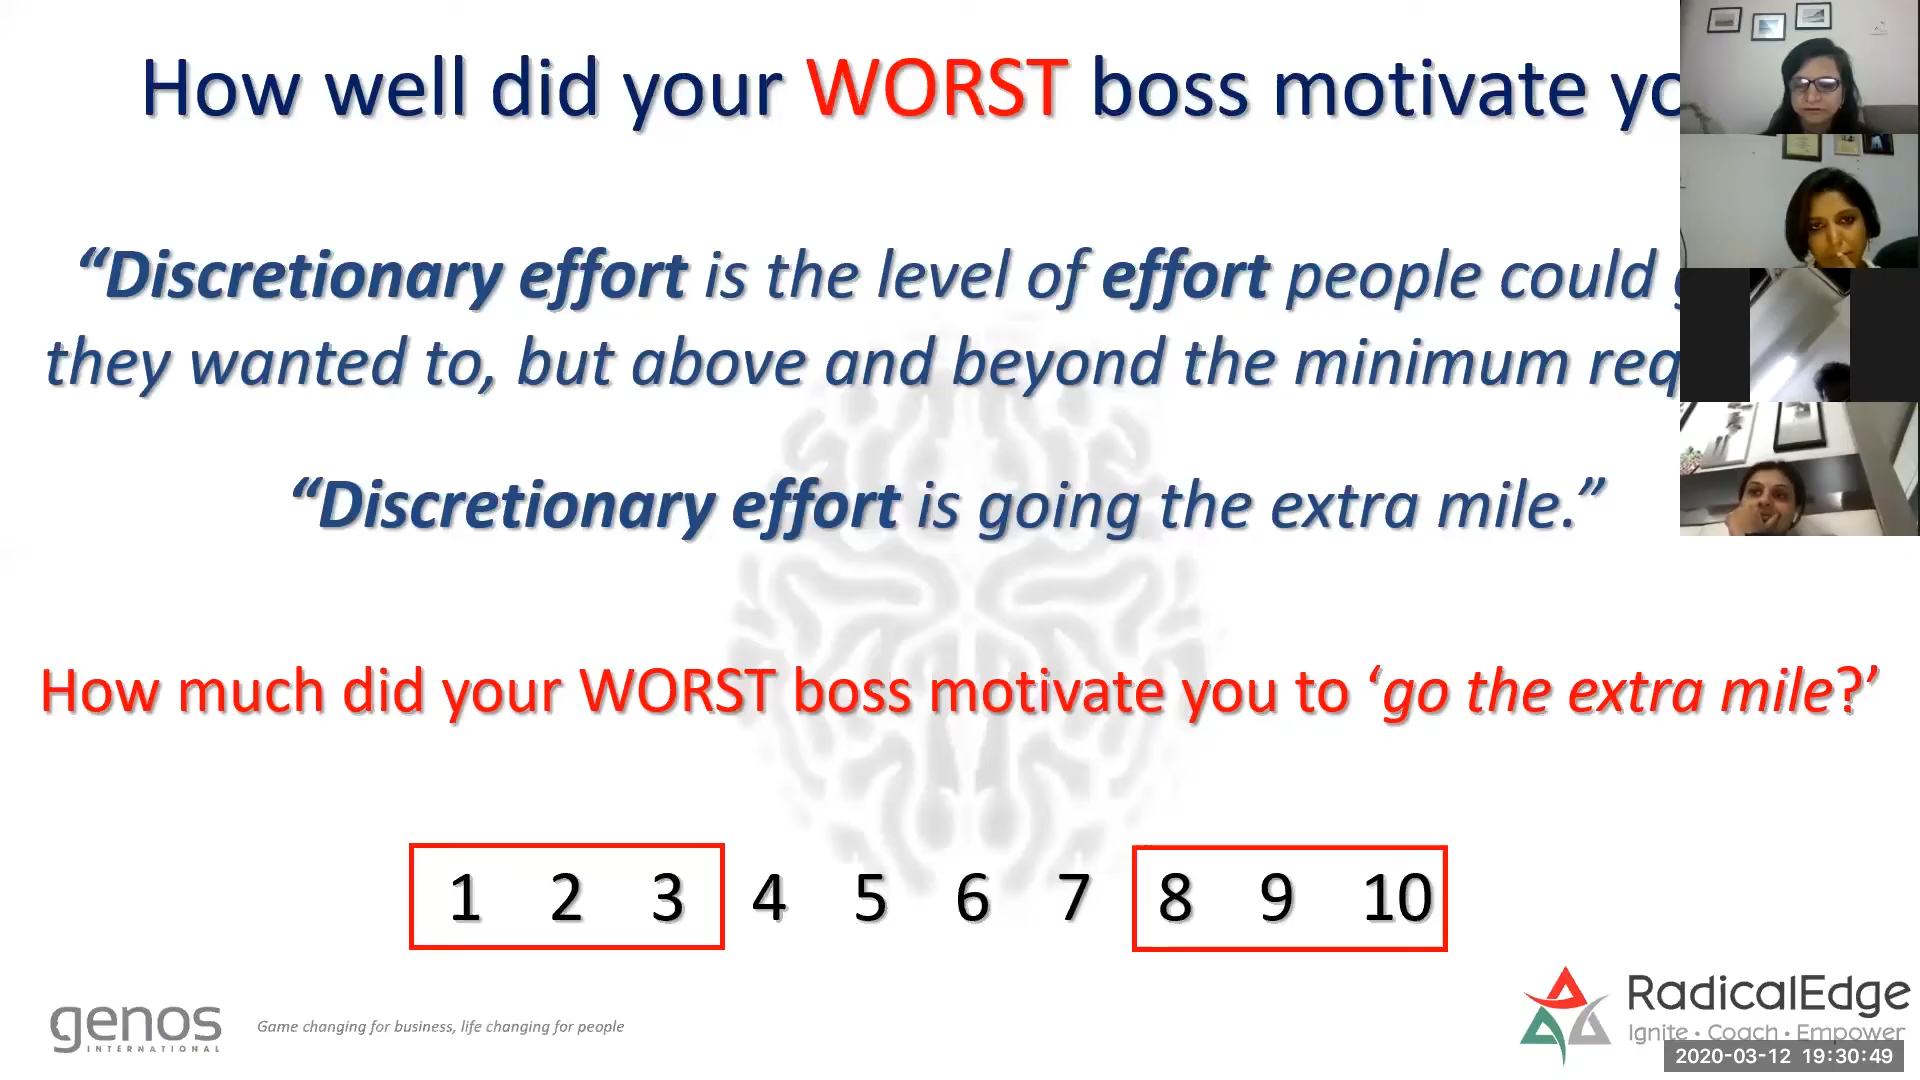 How well did your WORST boss motivate yo
“Discretionary effort is the level of effort people could
they wanted to, but above and beyond the minimum req
“Discretionary effort is going the extra mile.”
How much did your WORST boss motivate you to ‘go the extra mile?’
1 2 3 4 5 6 7 8 9 10
genos
INTERNATIONAL
Game changing for business, life changing for people
RadicalEdge
Ignite • Coach • Empower
2020-03-12 19:30:49